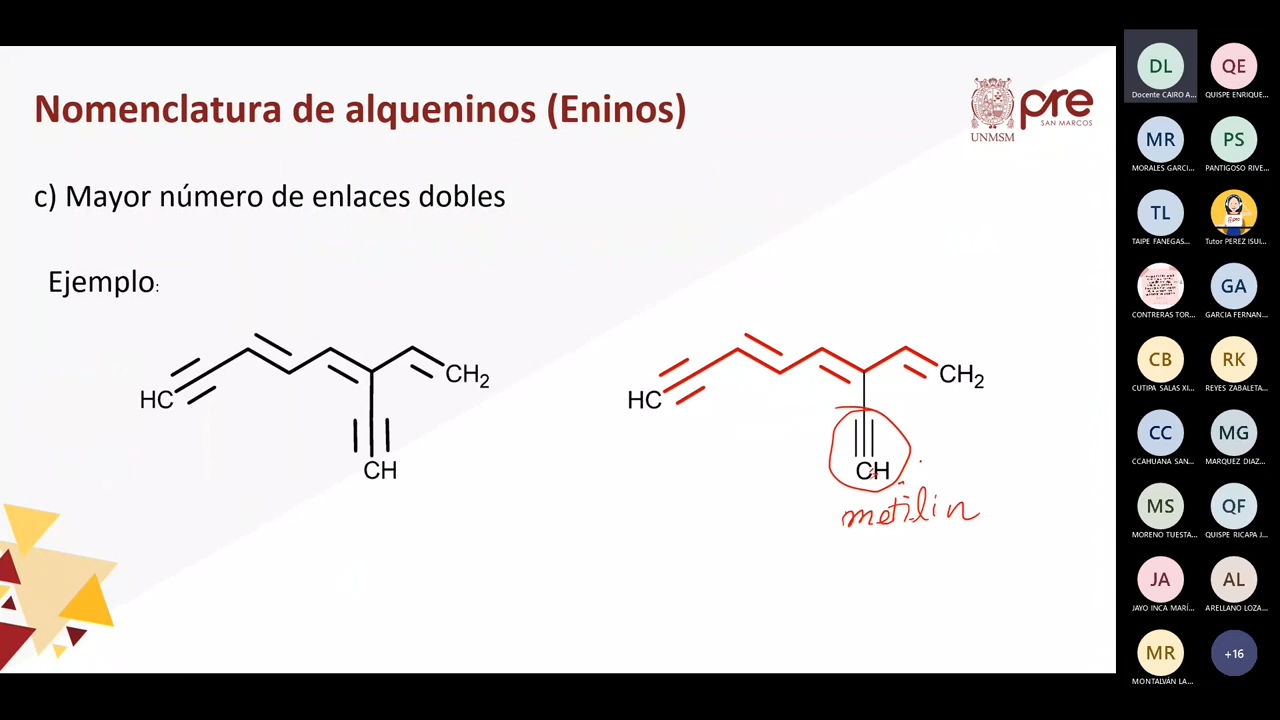 Nomenclatura de alqueninos (Eninos)
UNMSM
pre
SAN MARCOS
c) Mayor número de enlaces dobles
Ejemplo:
HC
CH₂
CH
HC
CH₂
CH
metilin
DL
Docente CAIRO A...
QE
QUISPE ENRIQUE...
MR
MORALES GARCI...
PS
PANTIGOSO RIVE...
TL
TAIPE FANEGAS...
Tutor PEREZ ISUI...
CONTRERAS TOR...
GA
GARCIA FERNAN...
CB
CUTIPA SALAS XI...
RK
REYES ZABALETA...
CC
CCAHUANA SAN...
MG
MARQUEZ DIAZ...
MS
MORENO TUESTA...
QF
QUISPE RICAPA J...
JA
JAYO INCA MARÍ...
AL
ARELLANO LOZA...
MR
MONTALVÁN LA...
+16